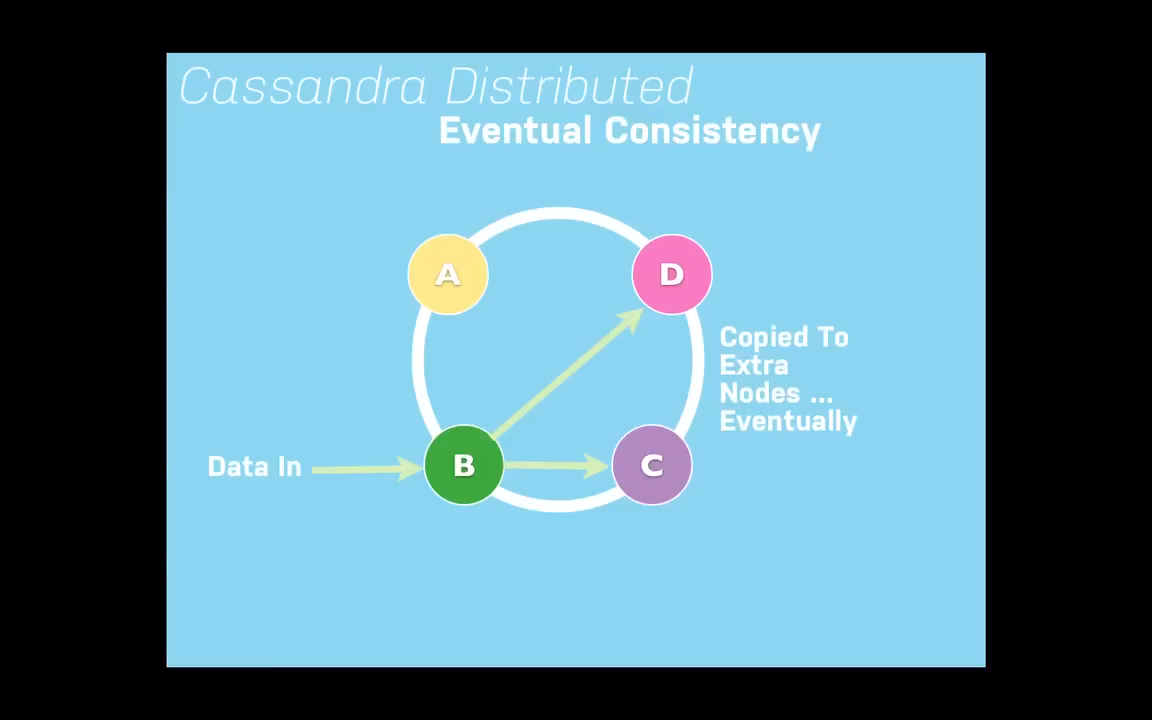 Cassandra Distributed
Eventual Consistency
A
D
Copied To
Extra
Nodes ...
Eventually
Data In
B
C